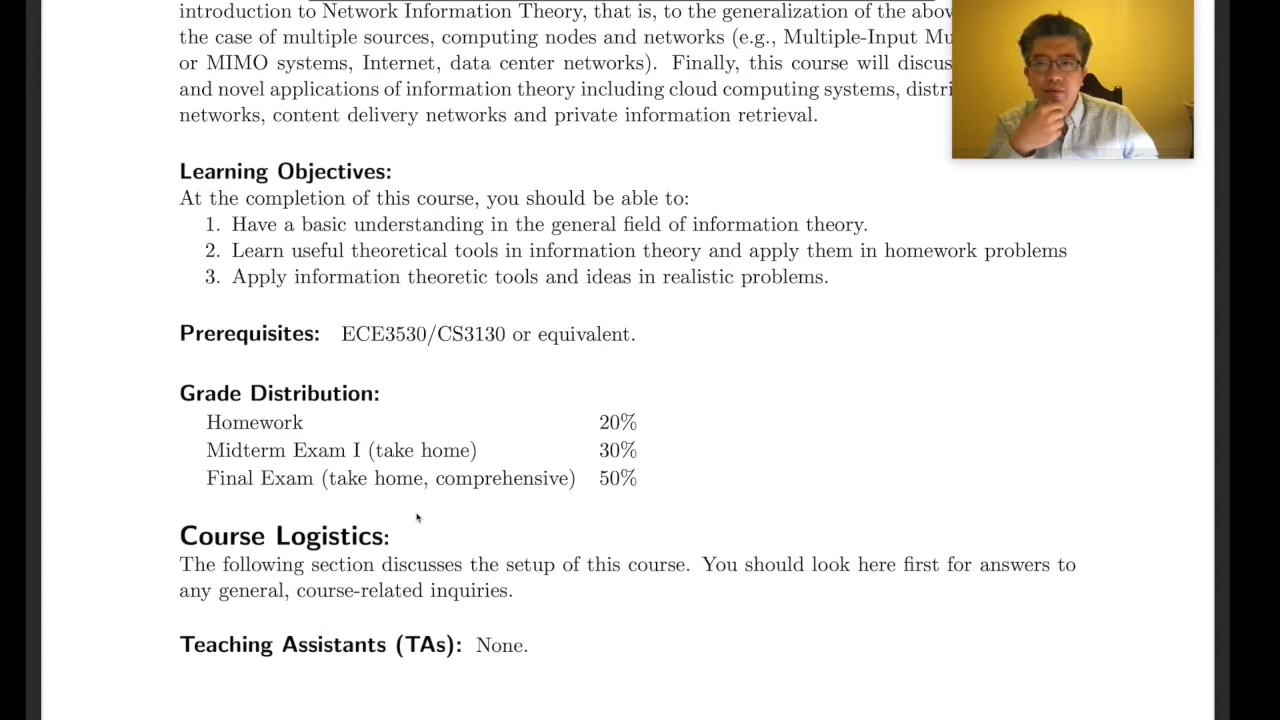 introduction to Network Information Theory, that is, to the generalization of the
the case of multiple sources, computing nodes and networks (e.g., Multiple-Input
or MIMO systems, Internet, data center networks). Finally, this course will
and novel applications of information theory including cloud computing systems,
networks, content delivery networks and private information retrieval.
Learning Objectives:
At the completion of this course, you should be able to:
1. Have a basic understanding in the general field of information theory.
2. Learn useful theoretical tools in information theory and apply them in homework problems
3. Apply information theoretic tools and ideas in realistic problems.
Prerequisites: ECE3530/CS3130 or equivalent.
Grade Distribution:
Homework 20%
Midterm Exam I (take home) 30%
Final Exam (take home, comprehensive) 50%
Course Logistics:
The following section discusses the setup of this course. You should look here first for answers to
any general, course-related inquiries.
Teaching Assistants (TAs): None.